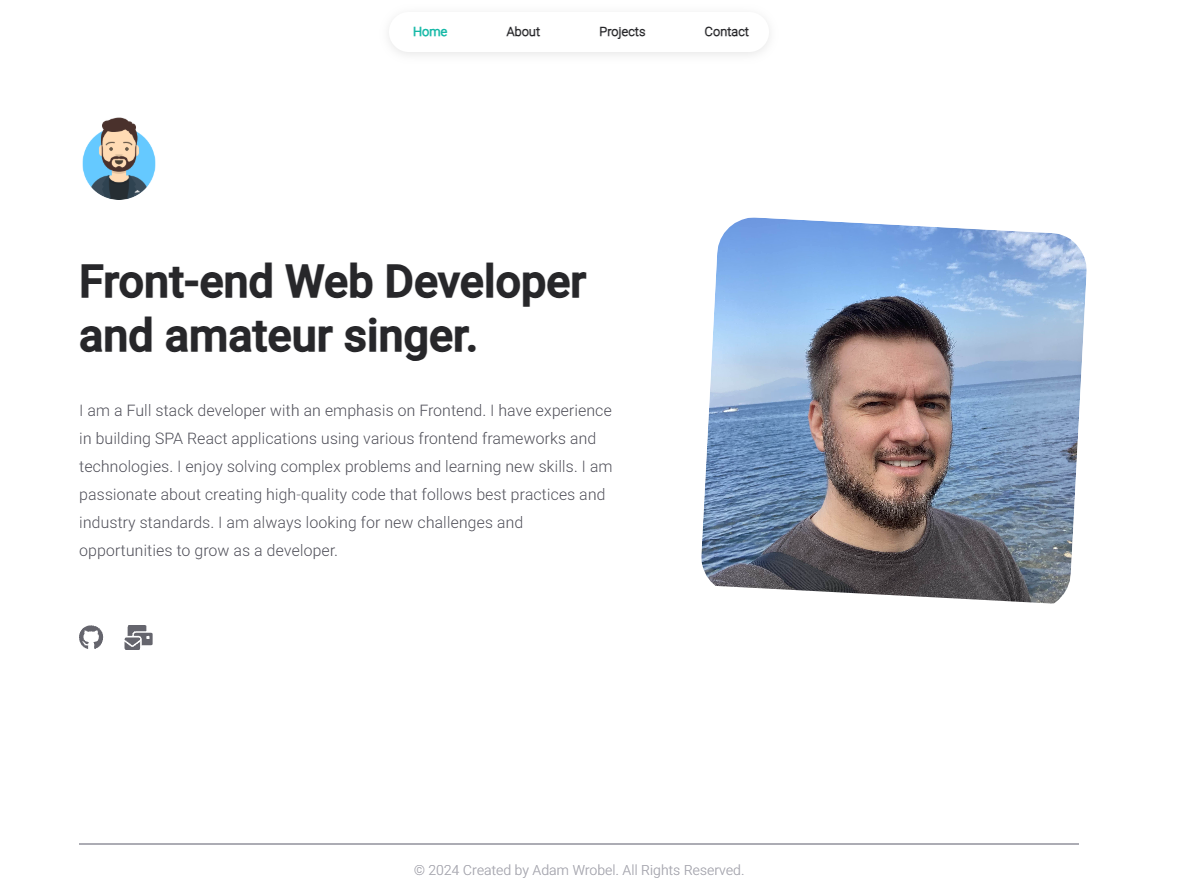 Home About Projects Contact
Front-end Web Developer
and amateur singer.
I am a Full stack developer with an emphasis on Frontend. I have experience
in building SPA React applications using various frontend frameworks and
technologies. I enjoy solving complex problems and learning new skills. I am
passionate about creating high-quality code that follows best practices and
industry standards. I am always looking for new challenges and
opportunities to grow as a developer.
© 2024 Created by Adam Wrobel. All Rights Reserved.